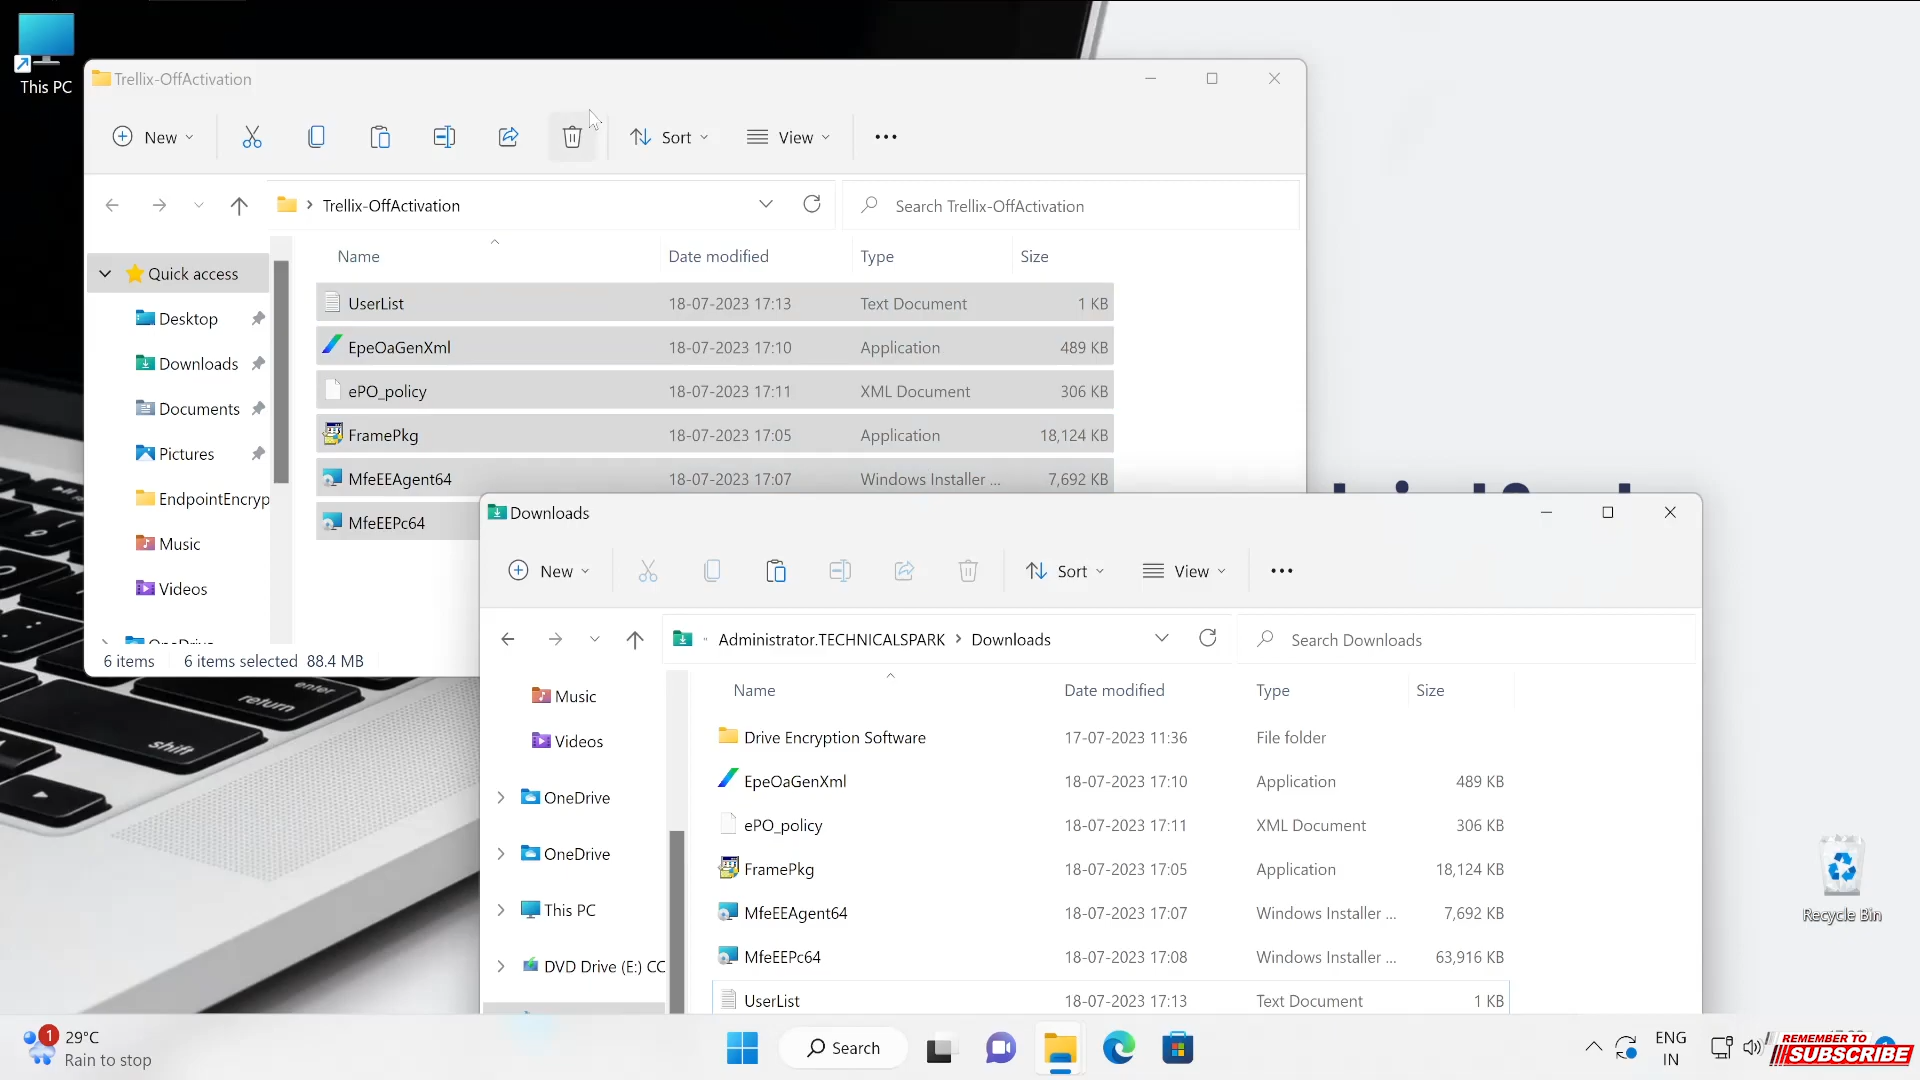 This PC
Trellix-OffActivation
New
Sort
View
Trellix-OffActivation
Search Trellix-OffActivation
Name
Date modified
Type
Size
Quick access
Desktop
Downloads
Documents
Pictures
EndpointEncryp
Music
Videos
UserList 18-07-2023 17:13 Text Document 1 KB
EpeOaGenXml 18-07-2023 17:10 Application 489 KB
ePO_policy 18-07-2023 17:11 XML Document 306 KB
FramePkg 18-07-2023 17:05 Application 18,124 KB
MfeEEAgent64 18-07-2023 17:07 Windows Installer ... 7,692 KB
MfeEEPc64
6 items 6 items selected 88.4 MB
Downloads
New
Sort
View
Administrator.TECHNICALSPARK > Downloads
Search Downloads
Name
Date modified
Type
Size
Music
Videos
OneDrive
OneDrive
This PC
DVD Drive (E:) CC
Drive Encryption Software 17-07-2023 11:36 File folder
EpeOaGenXml 18-07-2023 17:10 Application 489 KB
ePO_policy 18-07-2023 17:11 XML Document 306 KB
FramePkg 18-07-2023 17:05 Application 18,124 KB
MfeEEAgent64 18-07-2023 17:07 Windows Installer ... 7,692 KB
MfeEEPc64 18-07-2023 17:08 Windows Installer ... 63,916 KB
UserList 18-07-2023 17:13 Text Document 1 KB
enter
return
shift
Recycle Bin
1
29°C
Rain to stop
Search
ENG
IN
REMEMBER TO
SUBSCRIBE